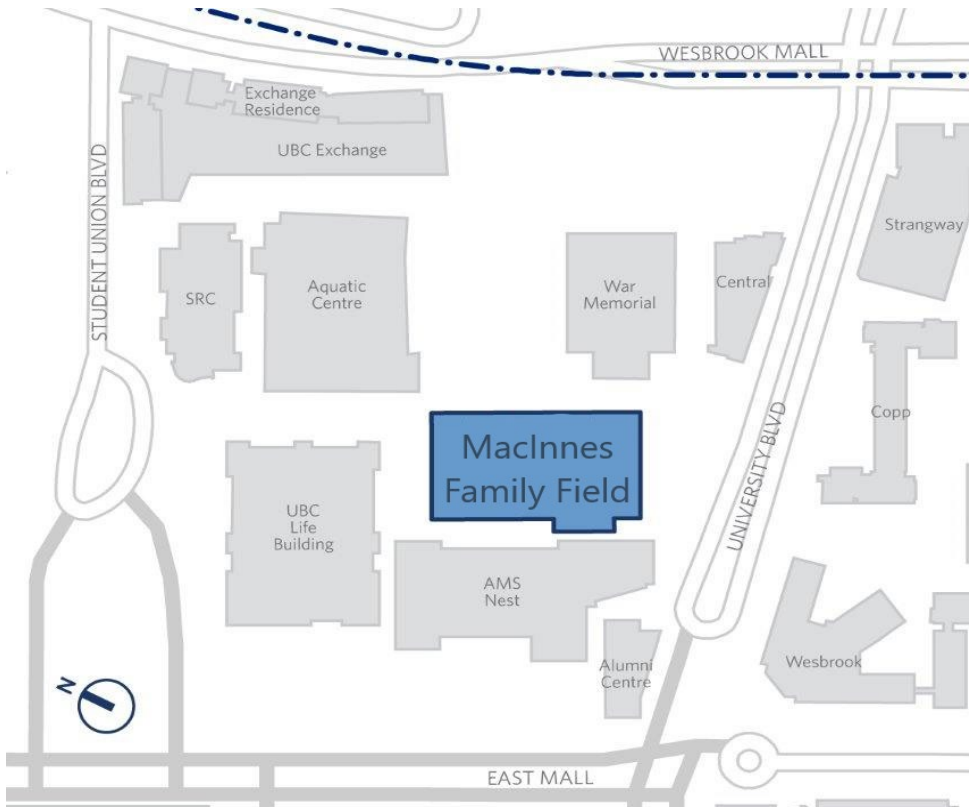 WESBROOK MALL
Exchange
Residence
UBC Exchange
STUDENT UNION BLVD
Strangway
SRC
Aquatic
Centre
War
Memorial
Central
Copp
MacInnes
Family Field
UNIVERSITY BLVD
UBC
Life
Building
AMS
Nest
Alumni
Centre
Wesbrook
N
EAST MALL